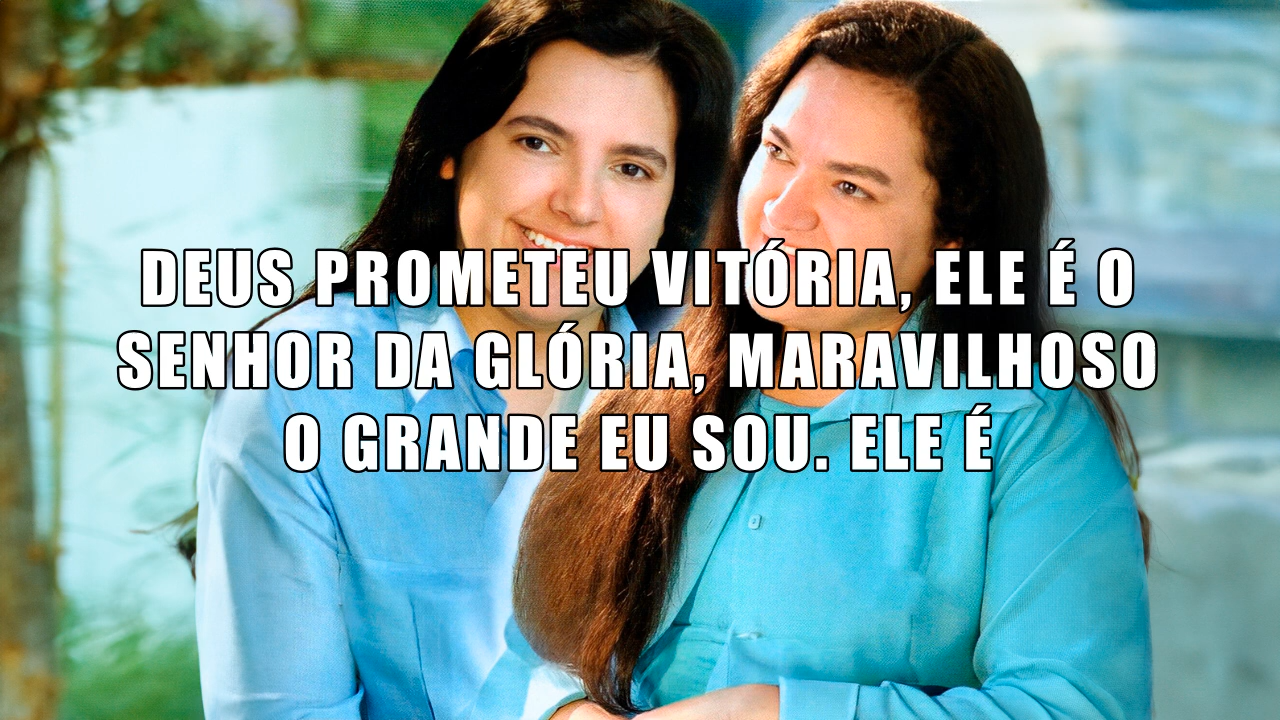 DEUS PROMETEU VITÓRIA, ELE É O
SENHOR DA GLÓRIA, MARAVILHOSO
O GRANDE EU SOU. ELE É